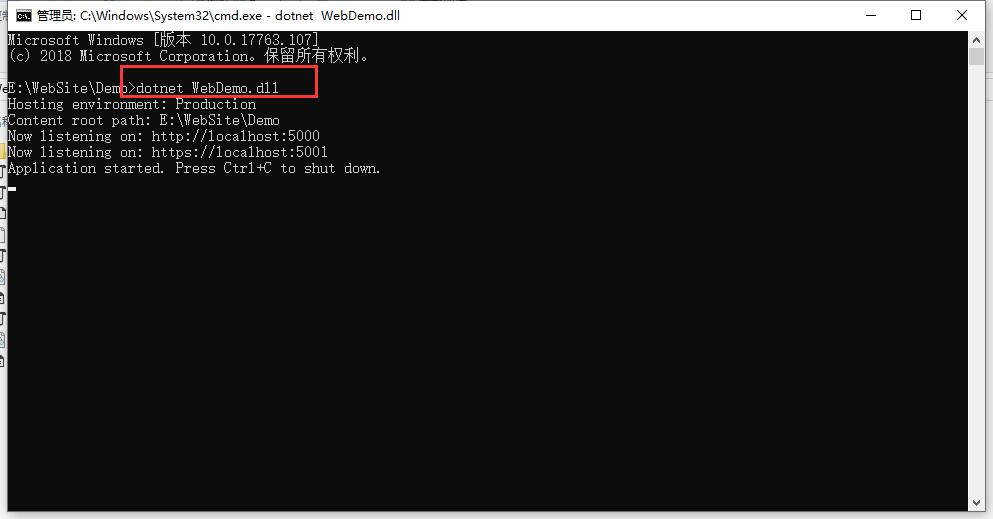 管理员: C:\Windows\System32\cmd.exe - dotnet  WebDemo.dll
Microsoft Windows [版本 10.0.17763.107]
(c) 2018 Microsoft Corporation。保留所有权利。
E:\WebSite\Demo>dotnet WebDemo.dll
Hosting environment: Production
Content root path: E:\WebSite\Demo
Now listening on: http://localhost:5000
Now listening on: https://localhost:5001
Application started. Press Ctrl+C to shut down.